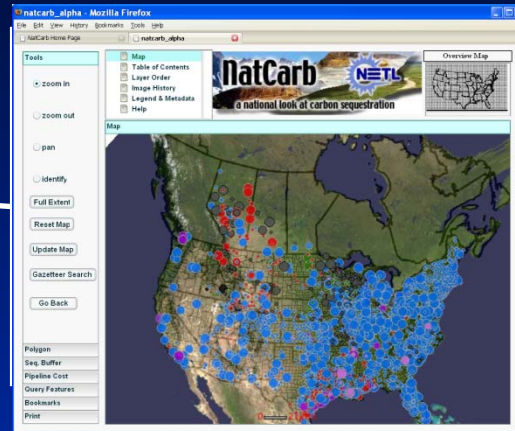 natcarb_alpha - Mozilla Firefox
File Edit View History Bookmarks Tools Help
NatCarb Home Page
natcarb_alpha
Tools
zoom in
zoom out
pan
identify
Full Extent
Reset Map
Update Map
Gazetteer Search
Go Back
Polygon
Seq. Buffer
Pipeline Cost
Query Features
Bookmarks
Print
Map
Table of Contents
Layer Order
Image History
Legend & Metadata
Help
NatCarb
NETL
a national look at carbon sequestration
Overview Map
Map